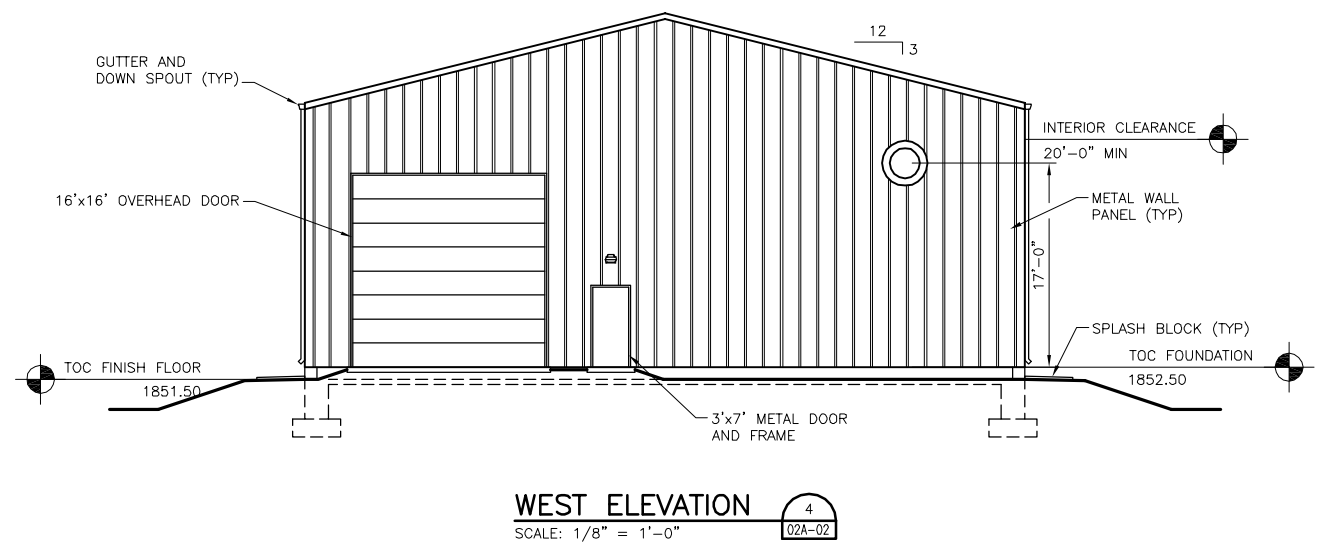 12
3
GUTTER AND
DOWN SPOUT (TYP)
INTERIOR CLEARANCE
20'-0" MIN
16'x16' OVERHEAD DOOR
METAL WALL
PANEL (TYP)
17'-0"
SPLASH BLOCK (TYP)
TOC FINISH FLOOR
1851.50
TOC FOUNDATION
1852.50
3'x7' METAL DOOR
AND FRAME
WEST ELEVATION
SCALE: 1/8" = 1'-0"
4
02A-02